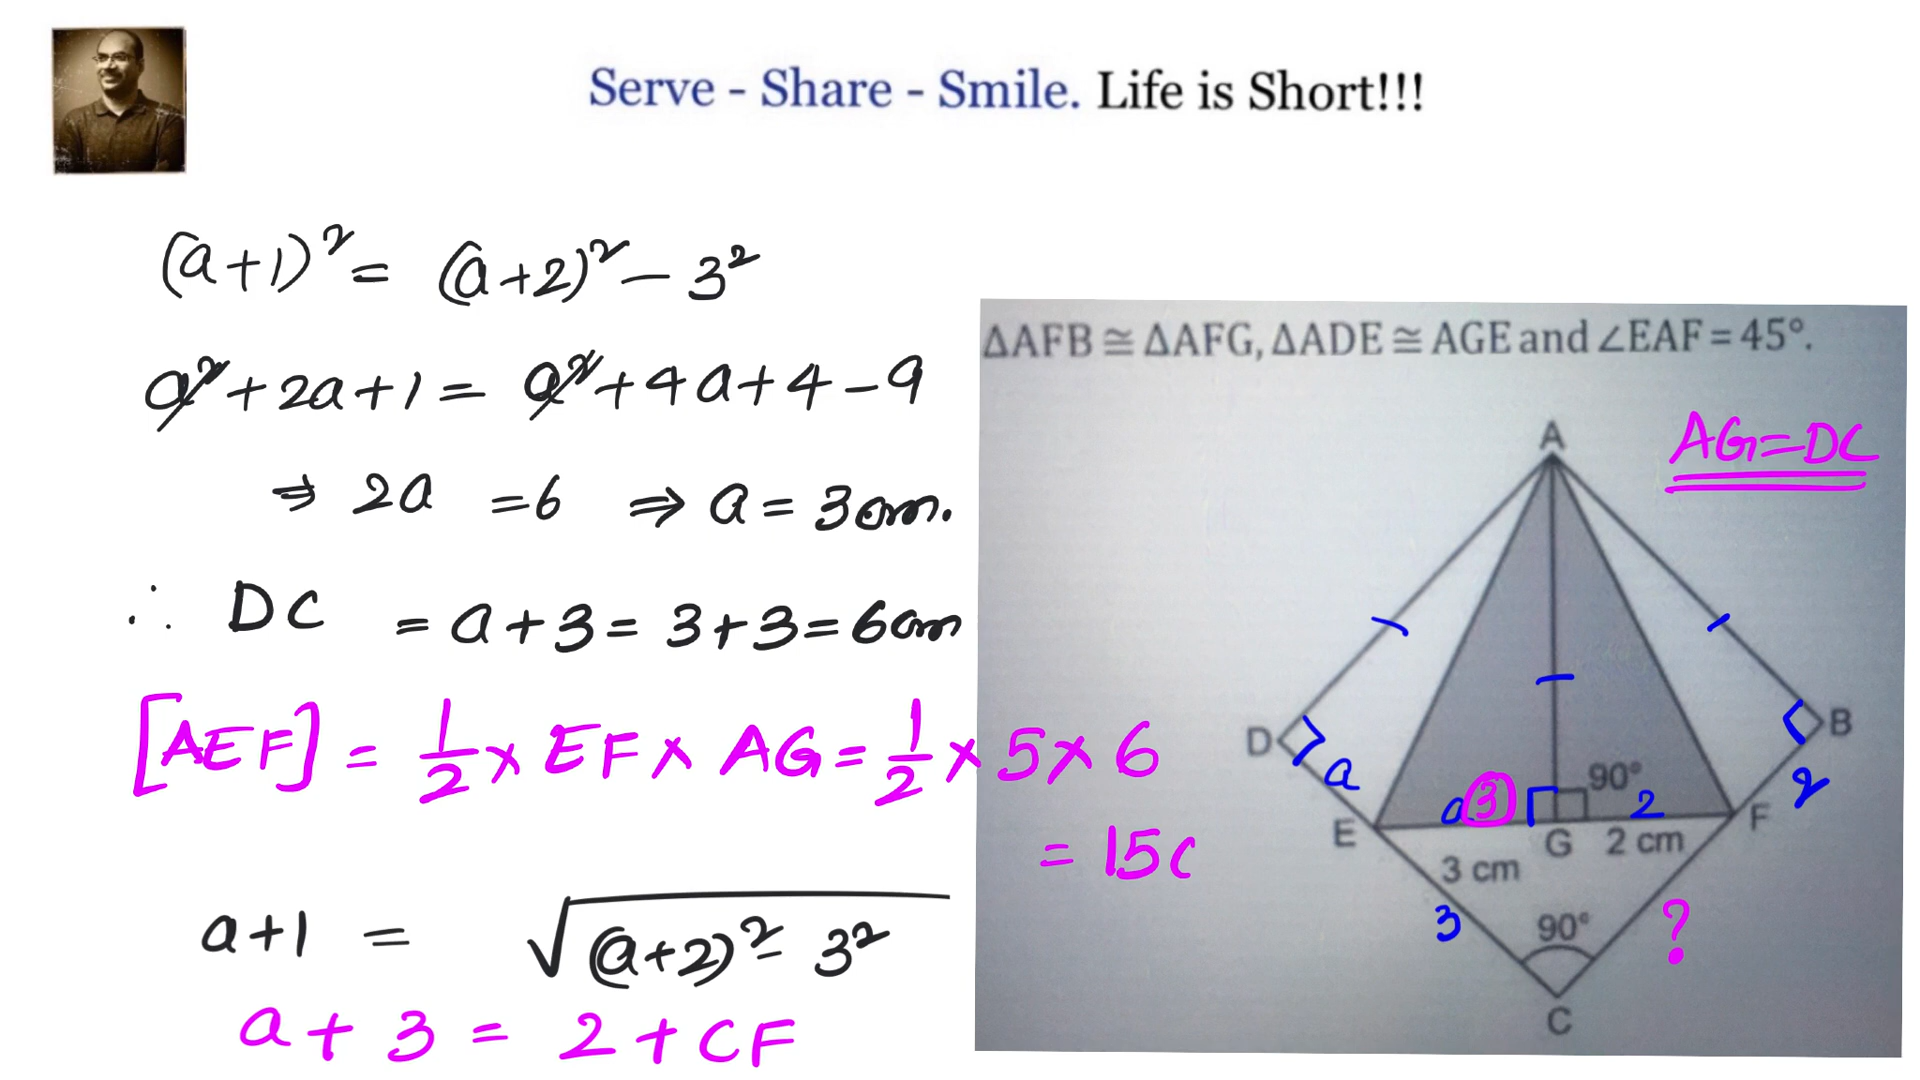 Serve - Share - Smile. Life is Short!!!
(a+1)² = (a+2)² - 3²
a² + 2a + 1 = a² + 4a + 4 - 9
⇒ 2a = 6 ⇒ a = 3cm.
∴ DC = a + 3 = 3 + 3 = 6cm
[AEF] = 1/2 × EF × AG = 1/2 × 5 × 6
= 15c
a+1 = √(a+2)² - 3²
a + 3 = 2 + CF
ΔAFB ≅ ΔAFG, ΔADE ≅ AGE and ∠EAF = 45°.
A
AG=DC
D
B
a
90°
2
a 3
2
E
G
F
3 cm
2 cm
3
90°
?
C